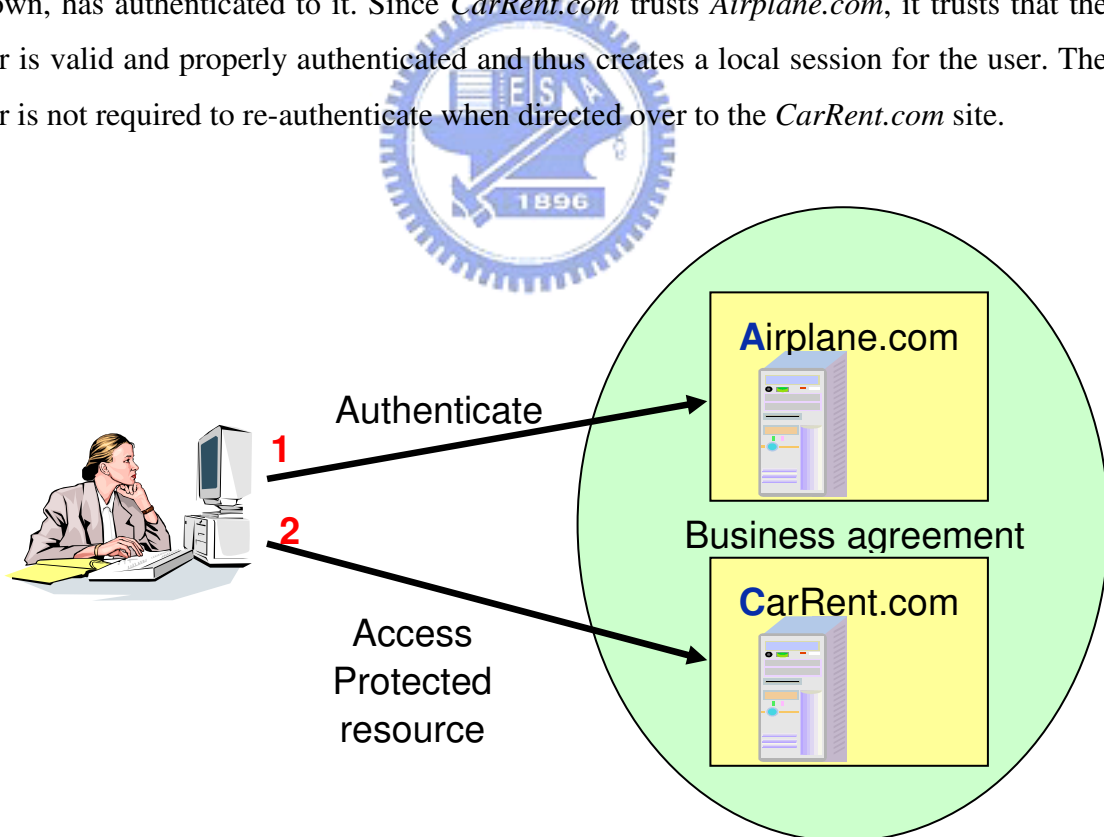 own, has authenticated to it. Since CarRent.com trusts Airplane.com, it trusts that the
r is valid and properly authenticated and thus creates a local session for the user. The
r is not required to re-authenticate when directed over to the CarRent.com site.
ES
1896
Airplane.com
Authenticate
1
2
Business agreement
CarRent.com
Access
Protected
resource